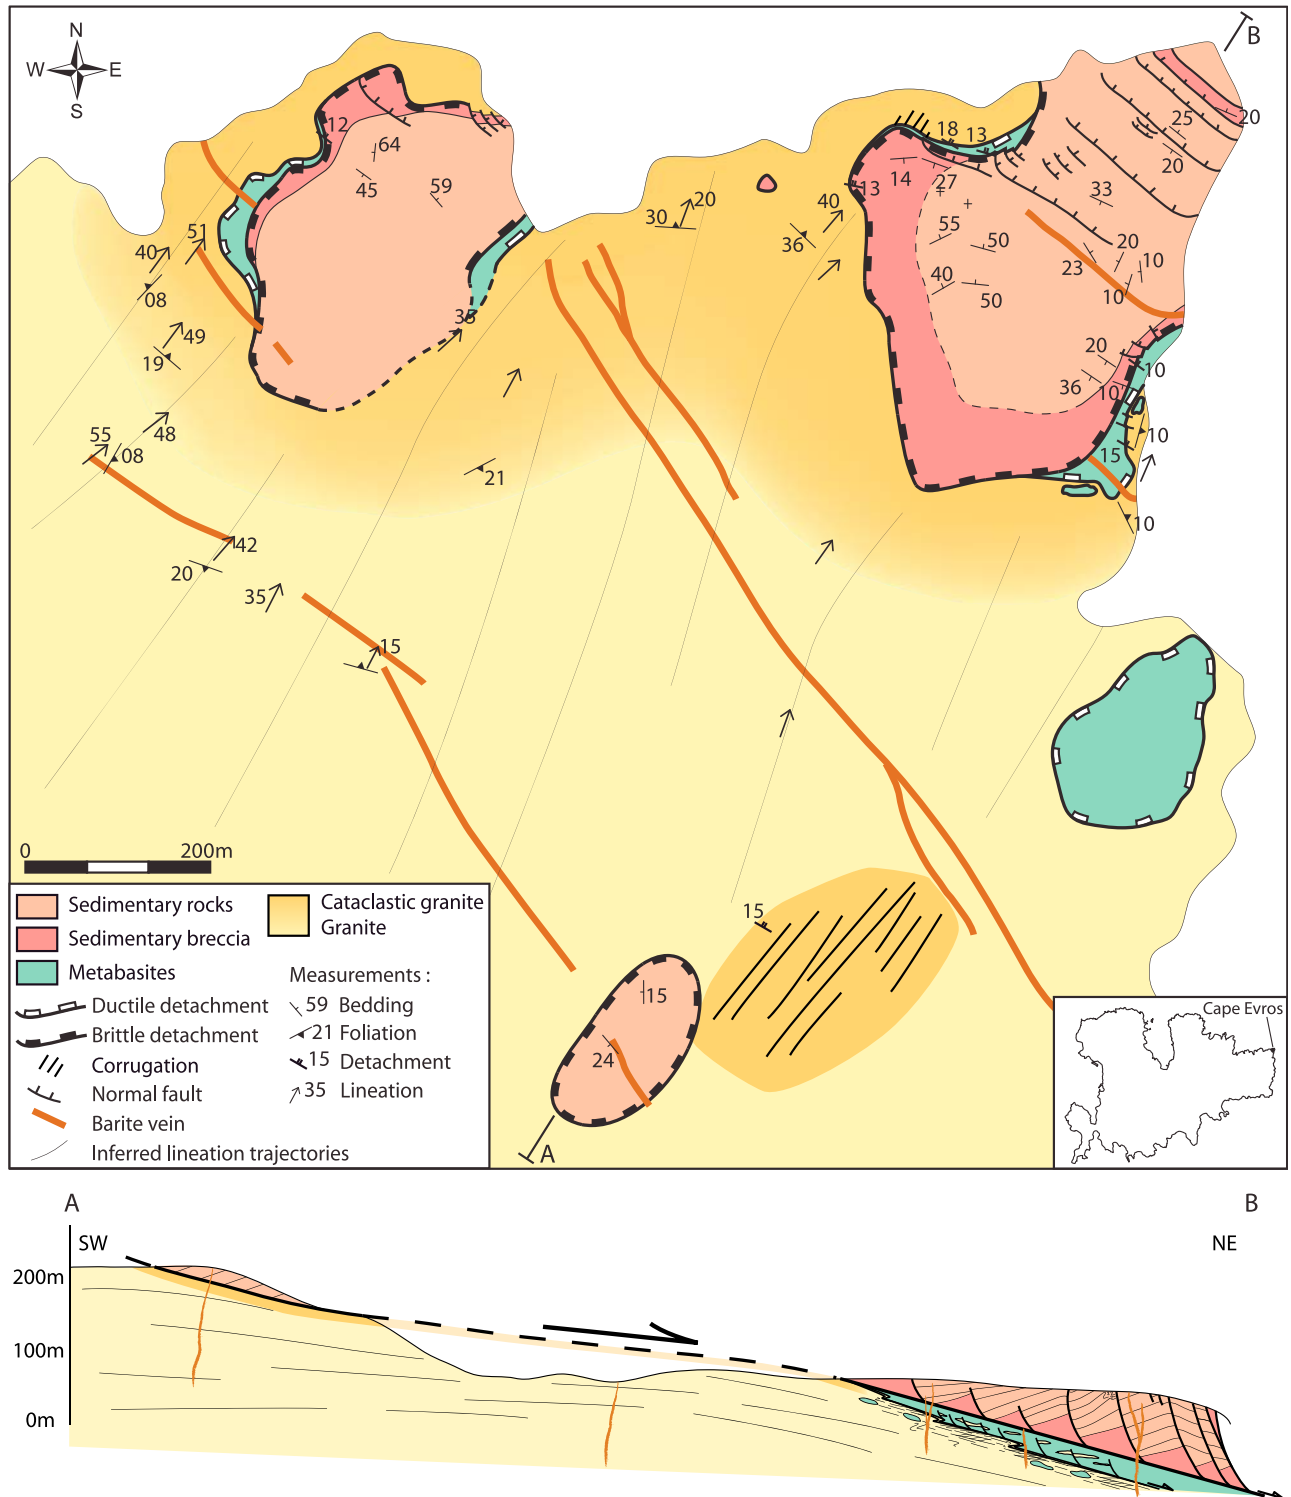 N
W E
S
B
12
64
45
59
51
40
08
49
19
55
08
48
42
20
35
15
35
21
30
20
40
36
18
13
13
14
27
55
50
40
50
25
20
20
33
20
23
10
10
20
36
10
10
10
15
10
15
15
24
A
0 200m
Sedimentary rocks
Sedimentary breccia
Metabasites
Ductile detachment
Brittle detachment
Corrugation
Normal fault
Barite vein
Inferred lineation trajectories
Cataclastic granite
Granite
Measurements :
59 Bedding
21 Foliation
15 Detachment
35 Lineation
Cape Evros
A B
SW NE
200m
100m
0m